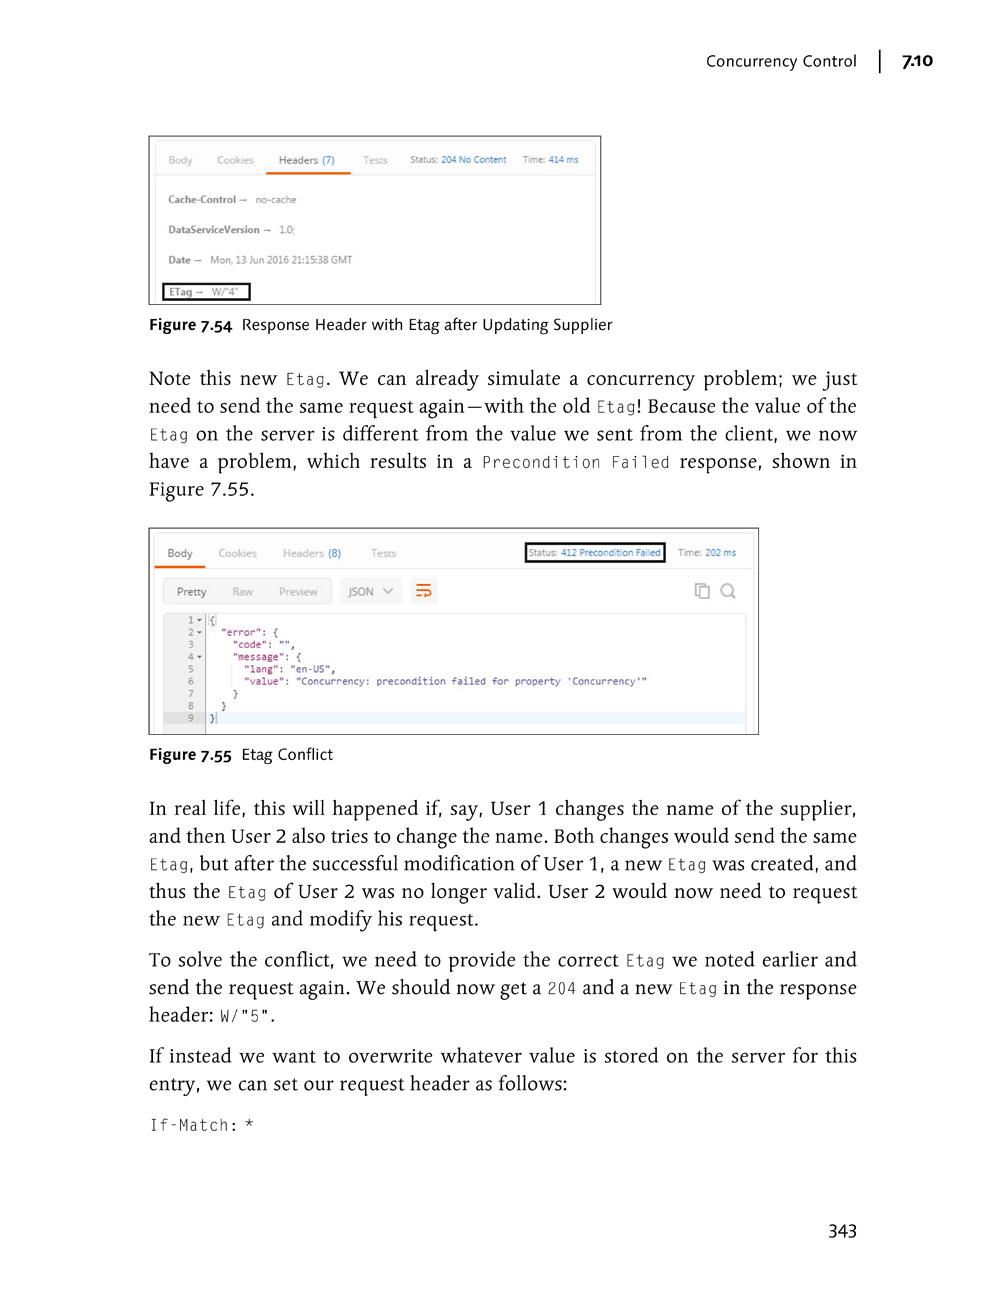 Concurrency Control | 7.10
Body Cookies Headers (7) Tests Status: 204 No Content Time: 414 ms
Cache-Control → no-cache
DataServiceVersion → 1.0;
Date → Mon, 13 Jun 2016 21:15:38 GMT
ETag → W/"4"
Figure 7.54 Response Header with Etag after Updating Supplier
Note this new Etag. We can already simulate a concurrency problem; we just
need to send the same request again—with the old Etag! Because the value of the
Etag on the server is different from the value we sent from the client, we now
have a problem, which results in a Precondition Failed response, shown in
Figure 7.55.
Body Cookies Headers (8) Tests Status: 412 Precondition Failed Time: 202 ms
Pretty Raw Preview JSON
1 {
2 "error": {
3 "code": "",
4 "message": {
5 "lang": "en-US",
6 "value": "Concurrency: precondition failed for property 'Concurrency'"
7 }
8 }
9 }
Figure 7.55 Etag Conflict
In real life, this will happened if, say, User 1 changes the name of the supplier,
and then User 2 also tries to change the name. Both changes would send the same
Etag, but after the successful modification of User 1, a new Etag was created, and
thus the Etag of User 2 was no longer valid. User 2 would now need to request
the new Etag and modify his request.
To solve the conflict, we need to provide the correct Etag we noted earlier and
send the request again. We should now get a 204 and a new Etag in the response
header: W/"5".
If instead we want to overwrite whatever value is stored on the server for this
entry, we can set our request header as follows:
If-Match: *
343